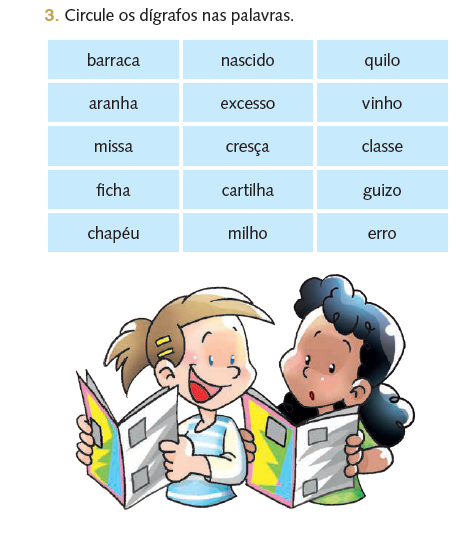 3. Circule os dígrafos nas palavras.
barraca nascido quilo
aranha excesso vinho
missa cresça classe
ficha cartilha guizo
chapéu milho erro